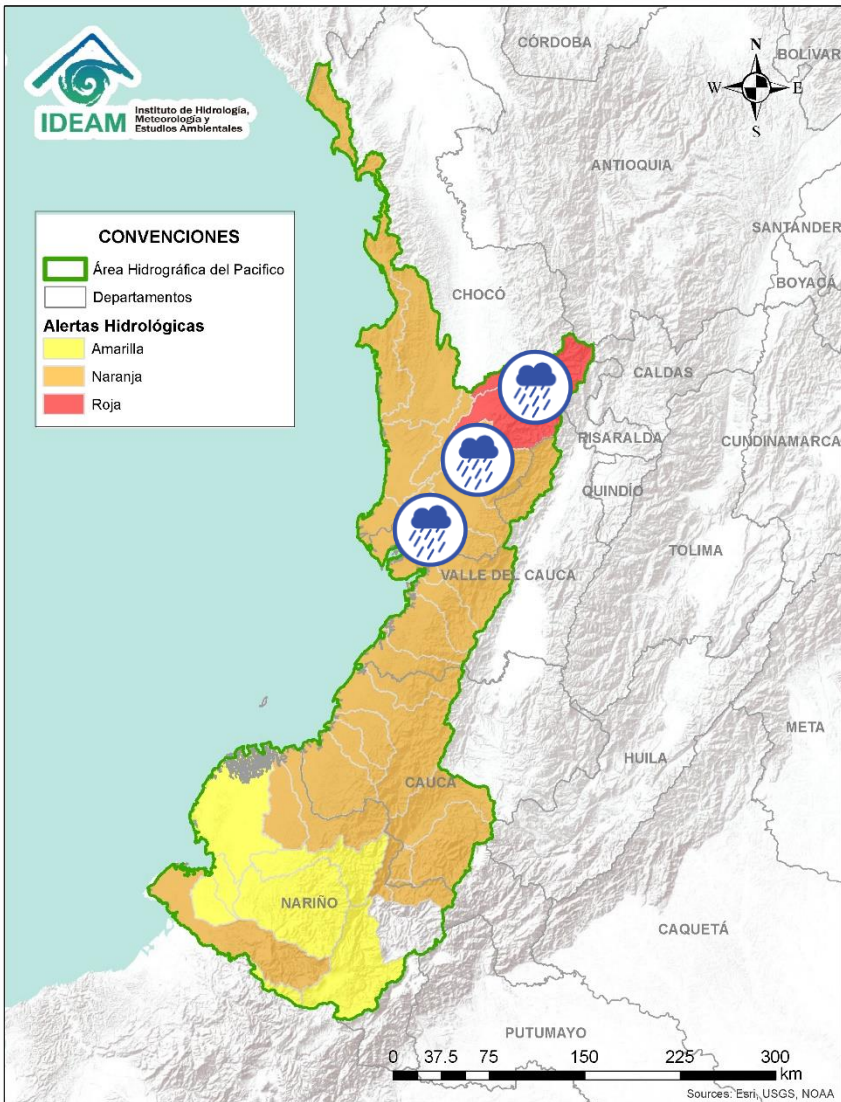 IDEAM
Instituto de Hidrología,
Meteorología y
Estudios Ambientales
CÓRDOBA
BOLÍVAR
N
W
E
S
ANTIOQUIA
SANTANDER
BOYACÁ
CONVENCIONES
Área Hidrográfica del Pacifico
Departamentos
Alertas Hidrológicas
Amarilla
Naranja
Roja
CHOCÓ
CALDAS
RISARALDA
CUNDINAMARCA
QUINDÍO
TOLIMA
VALLE DEL CAUCA
META
HUILA
CAUCA
NARIÑO
CAQUETÁ
PUTUMAYO
0 37.5 75 150 225 300
km
Sources: Esri, USGS, NOAA